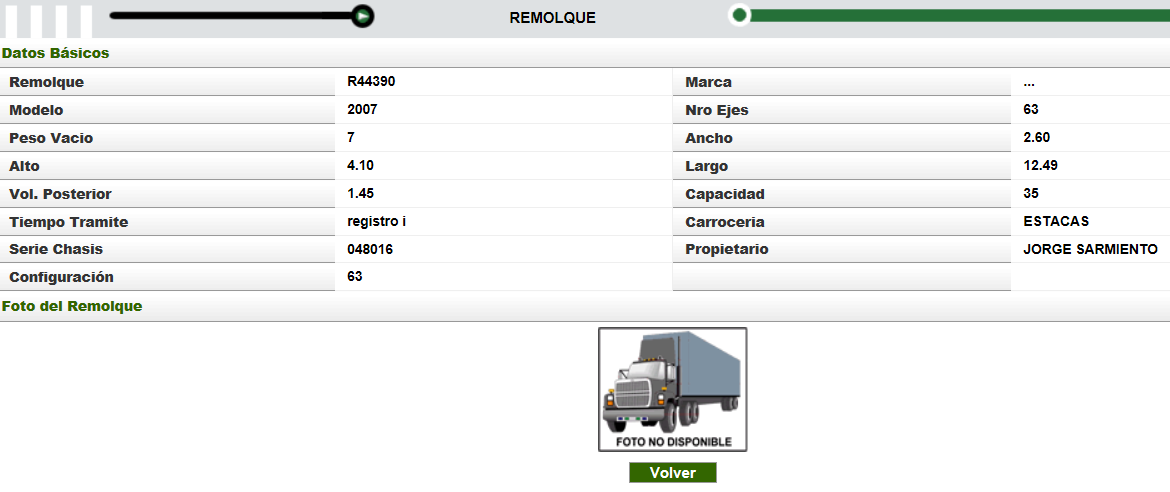 REMOLQUE
Datos Básicos
Remolque R44390 Marca ...
Modelo 2007 Nro Ejes 63
Peso Vacio 7 Ancho 2.60
Alto 4.10 Largo 12.49
Vol. Posterior 1.45 Capacidad 35
Tiempo Tramite registro i Carroceria ESTACAS
Serie Chasis 048016 Propietario JORGE SARMIENTO
Configuración 63
Foto del Remolque
FOTO NO DISPONIBLE
Volver